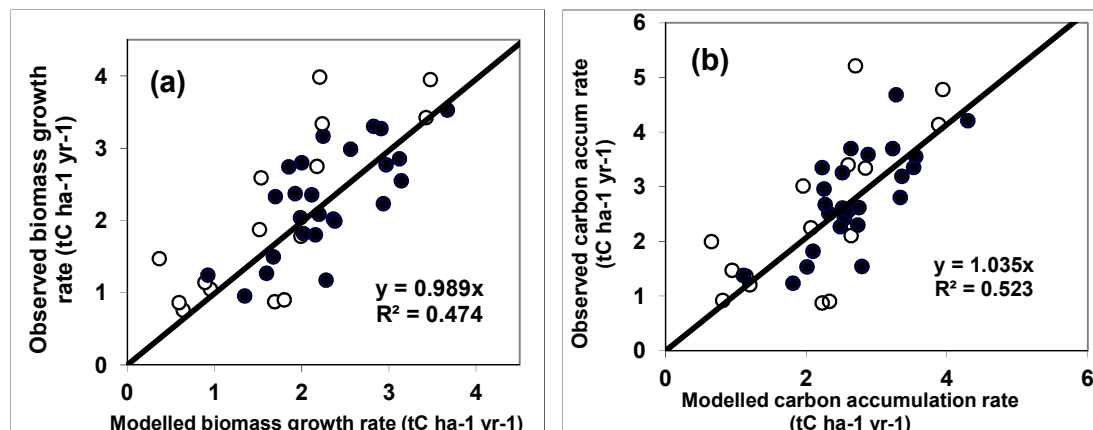 (a)
Observed biomass growth
rate (tC ha-1 yr-1)
4
3
2
1
0
y = 0.989x
R² = 0.474
0 1 2 3 4
Modelled biomass growth rate (tC ha-1 yr-1)
(b)
Observed carbon accum rate
(tC ha-1 yr-1)
6
5
4
3
2
1
0
y = 1.035x
R² = 0.523
0 2 4 6
Modelled carbon accumulation rate
(tC ha-1 yr-1)